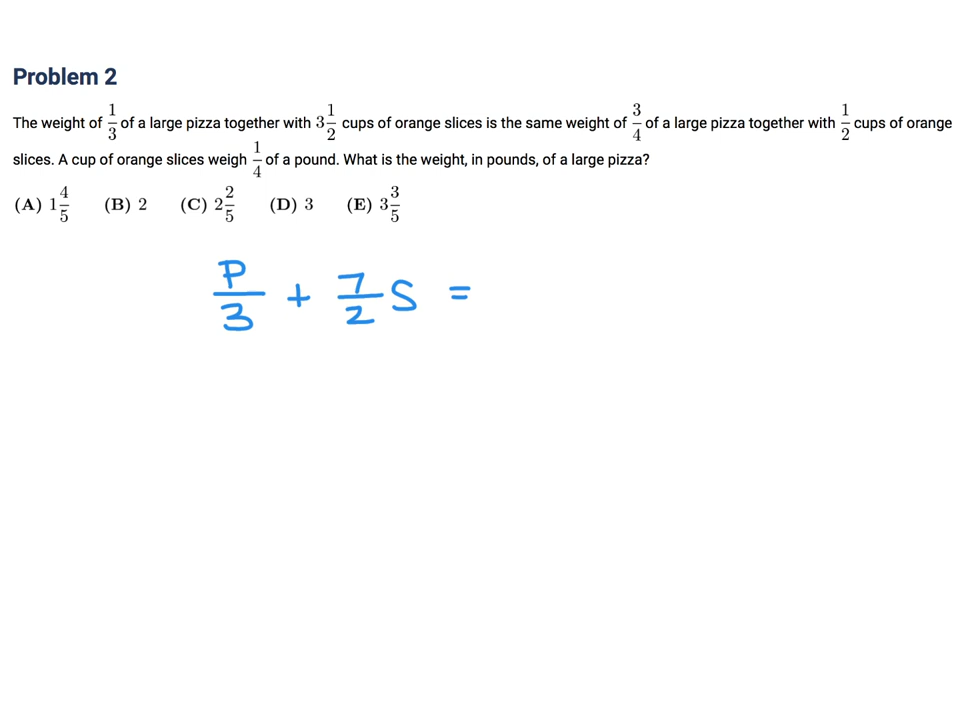 Problem 2
The weight of 1/3 of a large pizza together with 3 1/2 cups of orange slices is the same weight of 3/4 of a large pizza together with 1/2 cups of orange
slices. A cup of orange slices weigh 1/4 of a pound. What is the weight, in pounds, of a large pizza?
(A) 1 4/5 (B) 2 (C) 2 2/5 (D) 3 (E) 3 3/5
P/3 + 7/2 S =